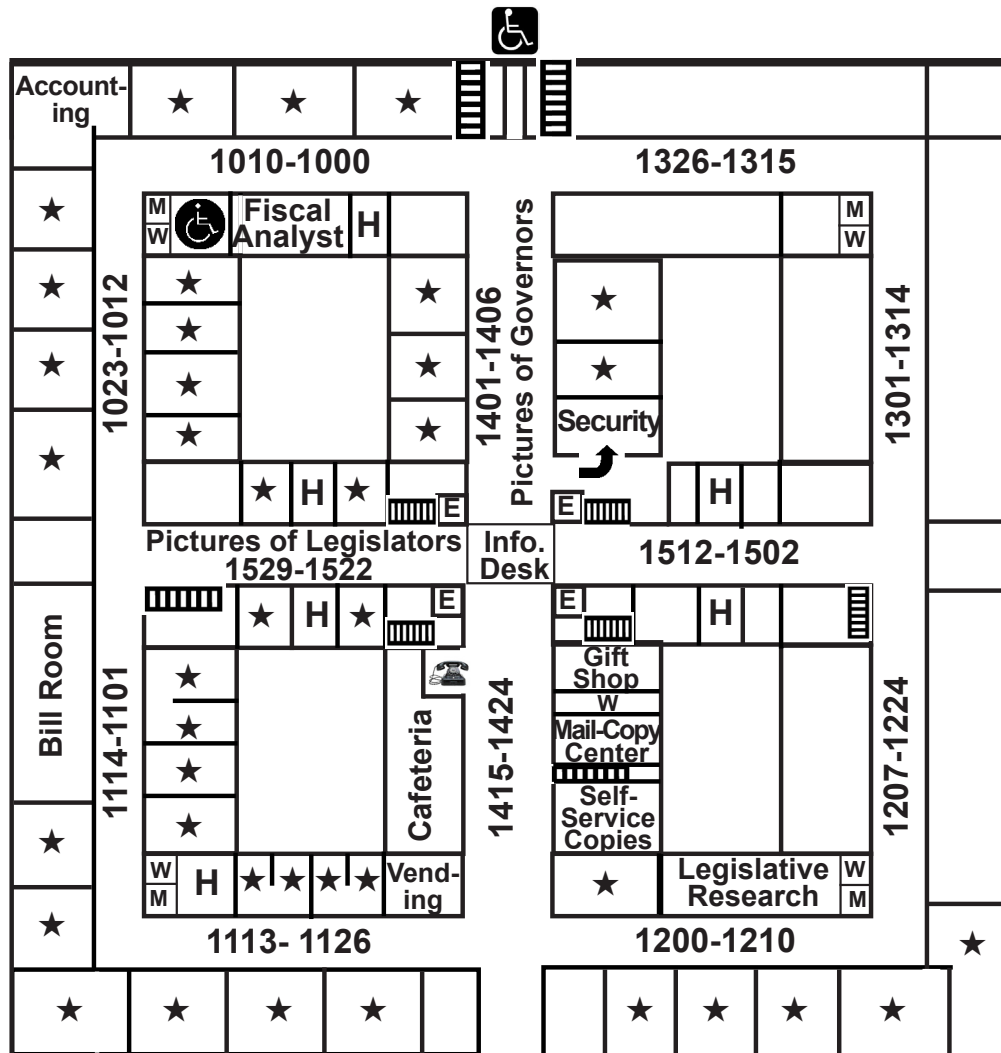 Account-
ing
1010-1000
1326-1315
M
W
Fiscal
Analyst
H
M
W
1023-1012
1401-1406
Pictures of Governors
1301-1314
Security
H
E
E
H
Pictures of Legislators
1529-1522
Info.
Desk
1512-1502
H
E
E
H
Bill Room
1114-1101
Cafeteria
1415-1424
Gift
Shop
W
Mail-Copy
Center
Self-
Service
Copies
1207-1224
W
M
H
Vend-
ing
Legislative
Research
W
M
1113- 1126
1200-1210